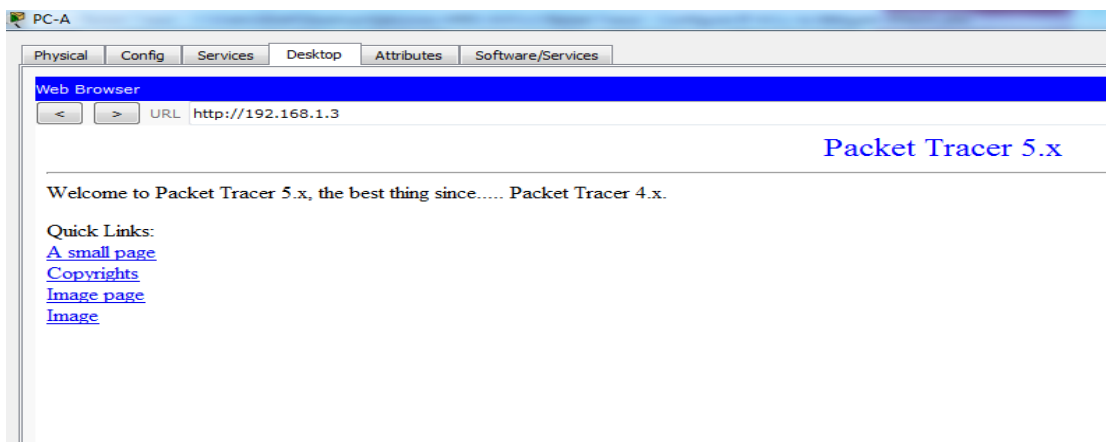 PC-A
Physical Config Services Desktop Attributes Software/Services
Web Browser
< > URL http://192.168.1.3
Packet Tracer 5.x
Welcome to Packet Tracer 5.x, the best thing since..... Packet Tracer 4.x.
Quick Links:
A small page
Copyrights
Image page
Image